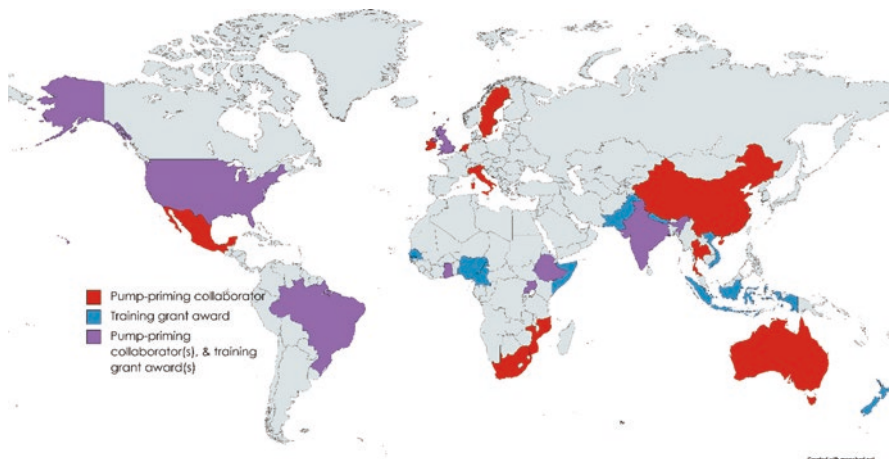 Pump-priming collaborator
Training grant award
Pump-priming
collaborator(s), & training
grant award(s)